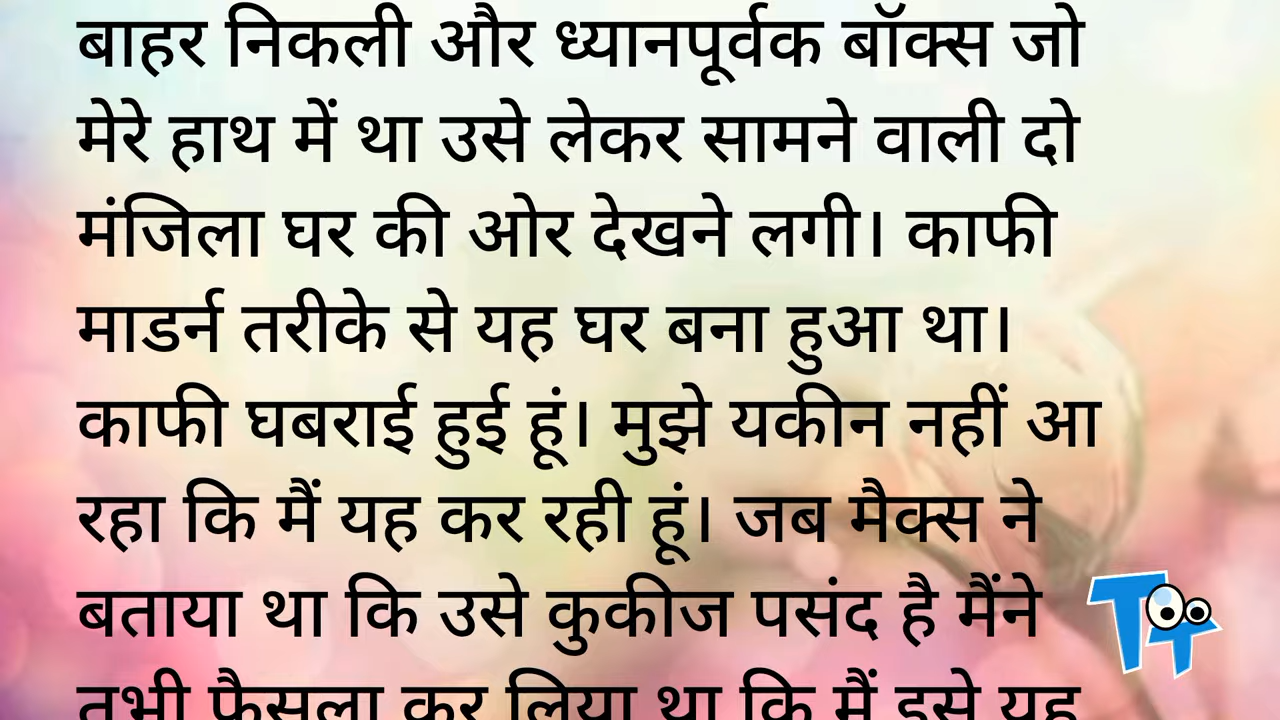 बाहर निकली और ध्यानपूर्वक बॉक्स जो
मेरे हाथ में था उसे लेकर सामने वाली दो
मंजिला घर की ओर देखने लगी। काफी
माडर्न तरीके से यह घर बना हुआ था।
काफी घबराई हुई हूं। मुझे यकीन नहीं आ
रहा कि मैं यह कर रही हूं। जब मैक्स ने
बताया था कि उसे कुकीज पसंद है मैंने
तभी फैसला कर लिया था कि मैं इसे यह
TT